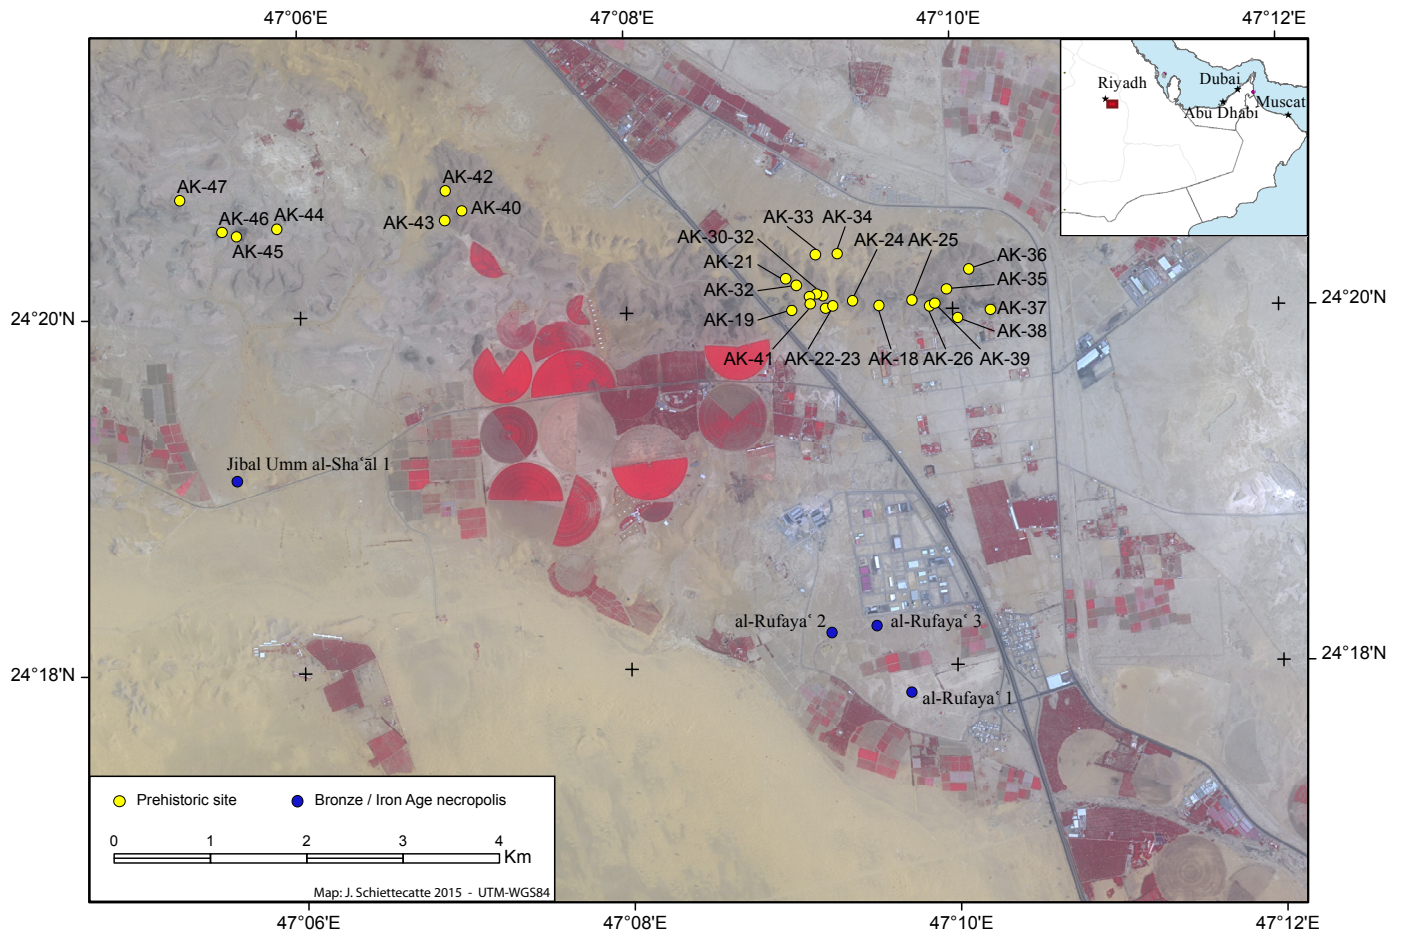 47°06'E
47°08'E
47°10'E
47°12'E
Riyadh
Dubai
Abu Dhabi
Muscat
AK-47
AK-46
AK-44
AK-45
AK-42
AK-40
AK-43
AK-33
AK-34
AK-30-32
AK-24
AK-25
AK-21
AK-36
AK-32
AK-35
AK-19
AK-37
AK-38
AK-41
AK-22-23
AK-18
AK-26
AK-39
24°20'N
24°20'N
Jibal Umm al-Shaʿāl 1
al-Rufayaʿ 2
al-Rufayaʿ 3
al-Rufayaʿ 1
24°18'N
24°18'N
Prehistoric site
Bronze / Iron Age necropolis
0 1 2 3 4
Km
Map: J. Schiettecatte 2015 - UTM-WGS84
47°06'E
47°08'E
47°10'E
47°12'E